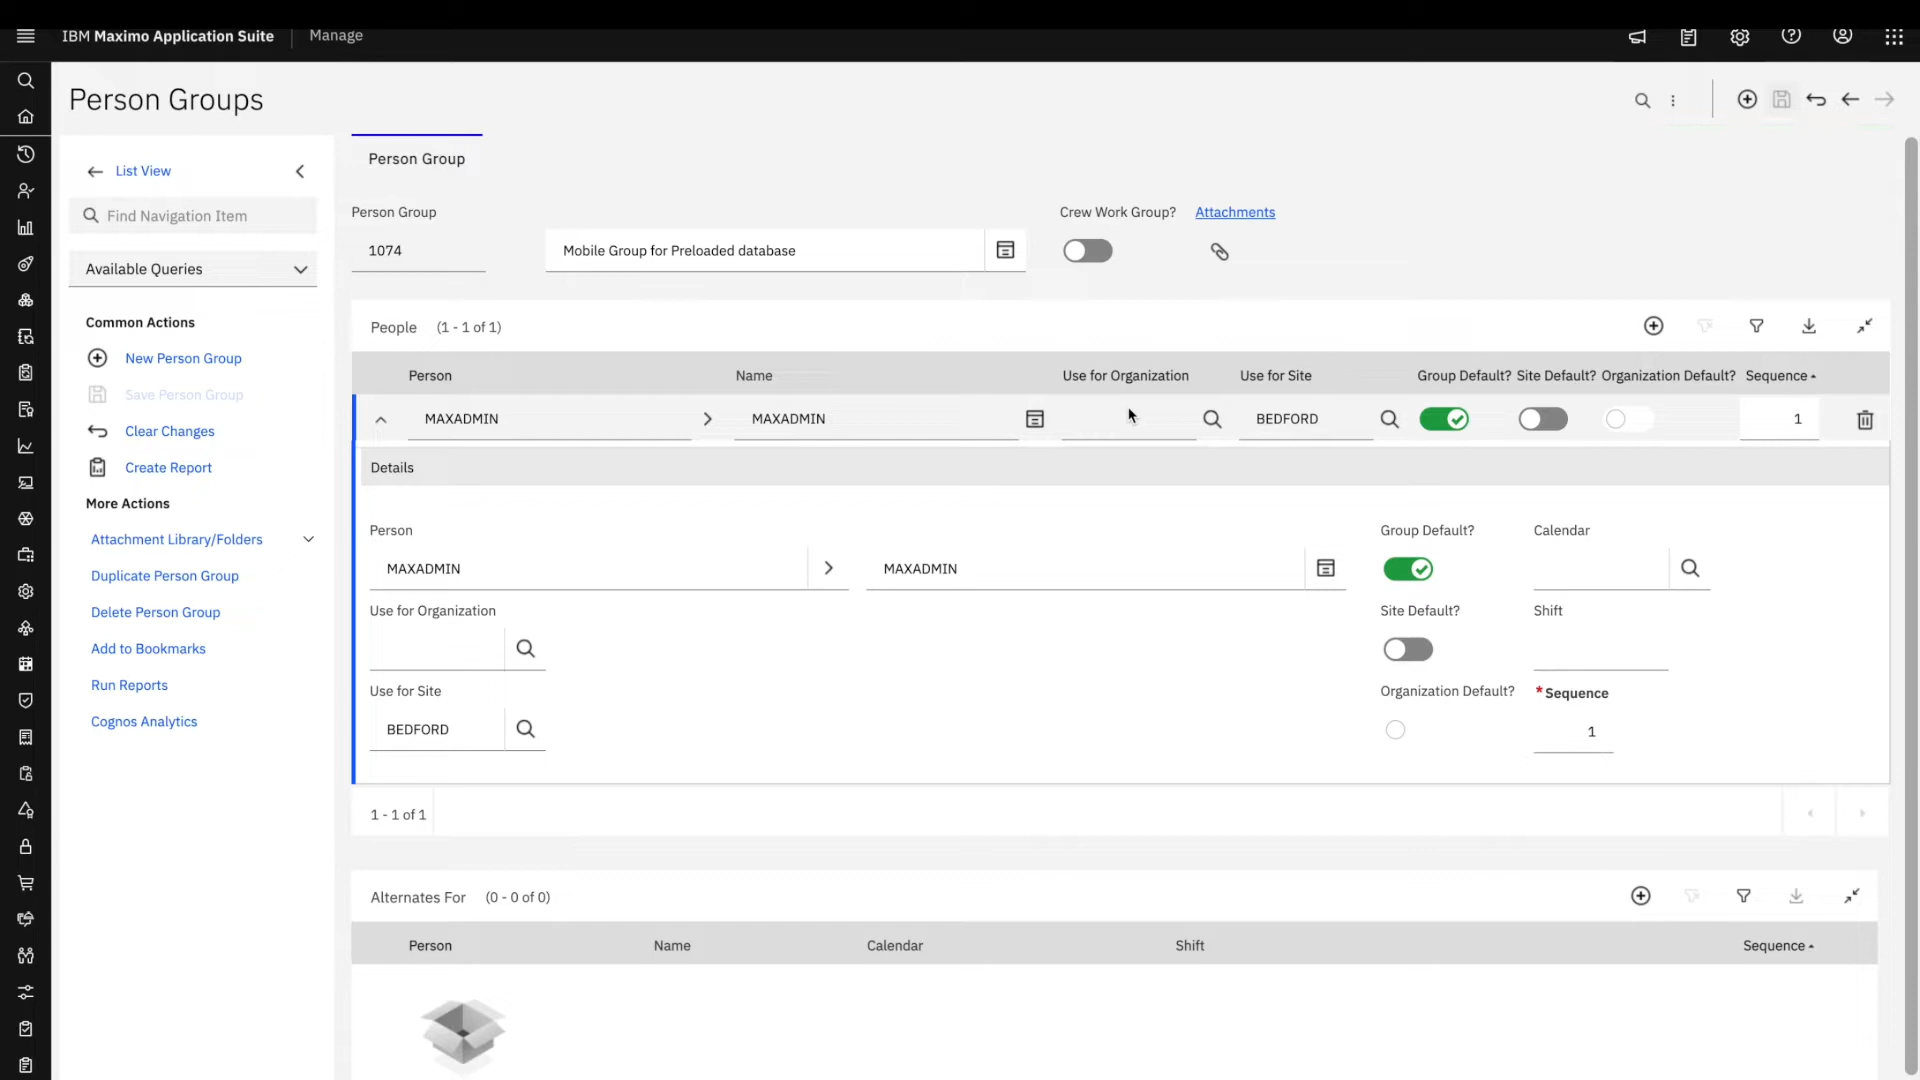 IBM Maximo Application Suite
Manage
Person Groups
List View
Find Navigation Item
Available Queries
Common Actions
New Person Group
Save Person Group
Clear Changes
Create Report
More Actions
Attachment Library/Folders
Duplicate Person Group
Delete Person Group
Add to Bookmarks
Run Reports
Cognos Analytics
Person Group
Person Group
Crew Work Group? Attachments
1074 Mobile Group for Preloaded database
People (1 - 1 of 1)
Person Name Use for Organization Use for Site Group Default? Site Default? Organization Default? Sequence
MAXADMIN MAXADMIN BEDFORD 1
Details
Person Group Default? Calendar
MAXADMIN MAXADMIN
Use for Organization Site Default? Shift
Use for Site Organization Default? *Sequence
BEDFORD 1
1 - 1 of 1
Alternates For (0 - 0 of 0)
Person Name Calendar Shift Sequence